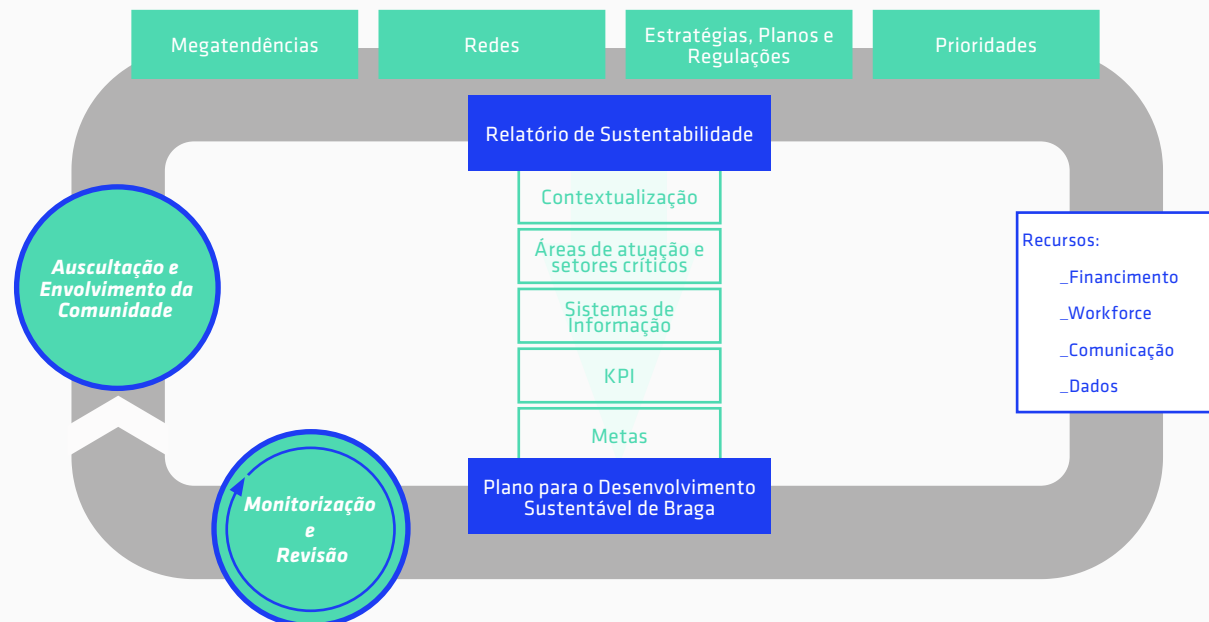 Megatendências
Redes
Estratégias, Planos e
Regulações
Prioridades
Relatório de Sustentabilidade
Contextualização
Áreas de atuação e
setores críticos
Sistemas de
Informação
KPI
Metas
Plano para o Desenvolvimento
Sustentável de Braga
Auscultação e
Envolvimento da
Comunidade
Monitorização
e
Revisão
Recursos:
_Financimento
_Workforce
_Comunicação
_Dados